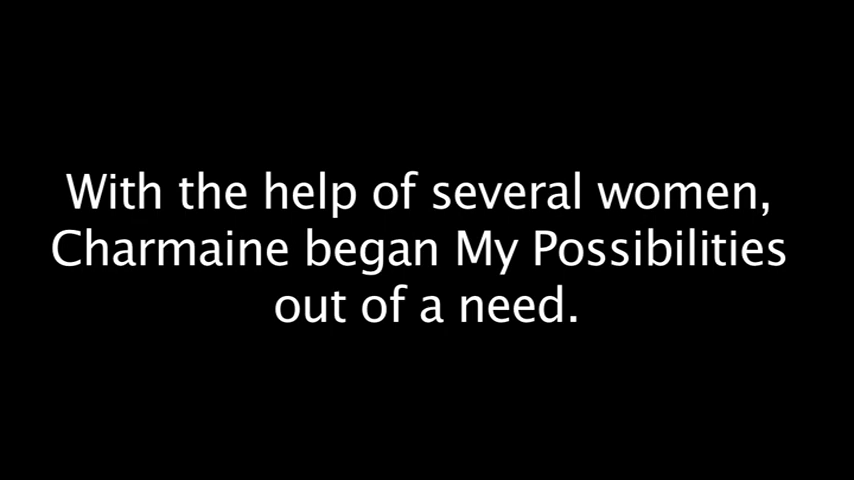 With the help of several women,
Charmaine began My Possibilities
out of a need.